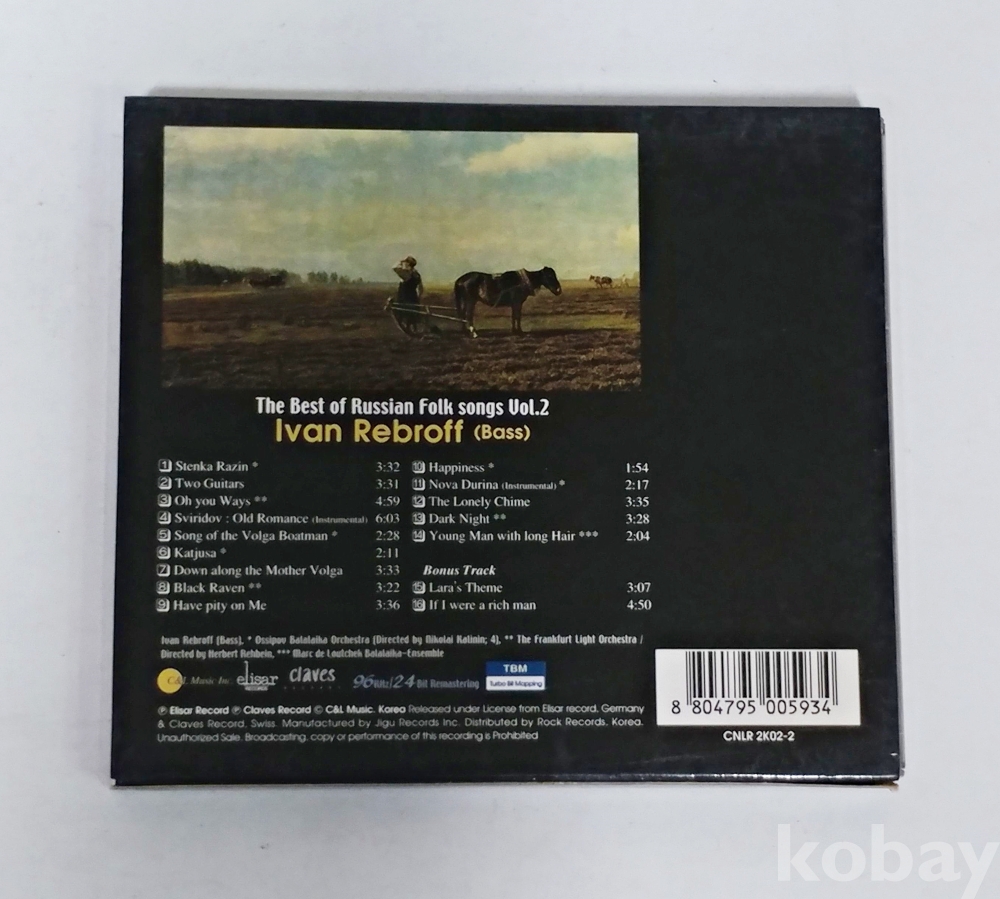 The Best of Russian Folk songs Vol.2
Ivan Rebroff (Bass)
1 Stenka Razin * 3:32
2 Two Guitars 3:31
3 Oh you Ways ** 4:59
4 Sviridov : Old Romance (Instrumental) 6:03
5 Song of the Volga Boatman * 2:28
6 Katjusa * 2:11
7 Down along the Mother Volga 3:33
8 Black Raven ** 3:22
9 Have pity on Me 3:36
10 Happiness * 1:54
11 Nova Durina (Instrumental) * 2:17
12 The Lonely Chime 3:35
13 Dark Night ** 3:28
14 Young Man with long Hair *** 2:04
Bonus Track
15 Lara's Theme 3:07
16 If I were a rich man 4:50
Ivan Rebroff (Bass), * Ossipov Balalaika Orchestra (Directed by Nikolai Kalinin; 4), ** The Frankfurt Light Orchestra /
Directed by Herbert Rehbein, *** Marc de Loutchek Balalaika-Ensemble
C&L Music Inc. elisar RECORDS claves RECORDS 96KHz/24 Bit Remastering TBM Turbo Bit Mapping
℗ Elisar Record ℗ Claves Record © C&L Music. Korea Released under License from Elisar record, Germany
& Claves Record, Swiss. Manufactured by Jigu Records Inc. Distributed by Rock Records. Korea.
Unauthorized Sale. Broadcasting, copy or performance of this recording is Prohibited
8 804795 005934
CNLR 2K02-2
kobay